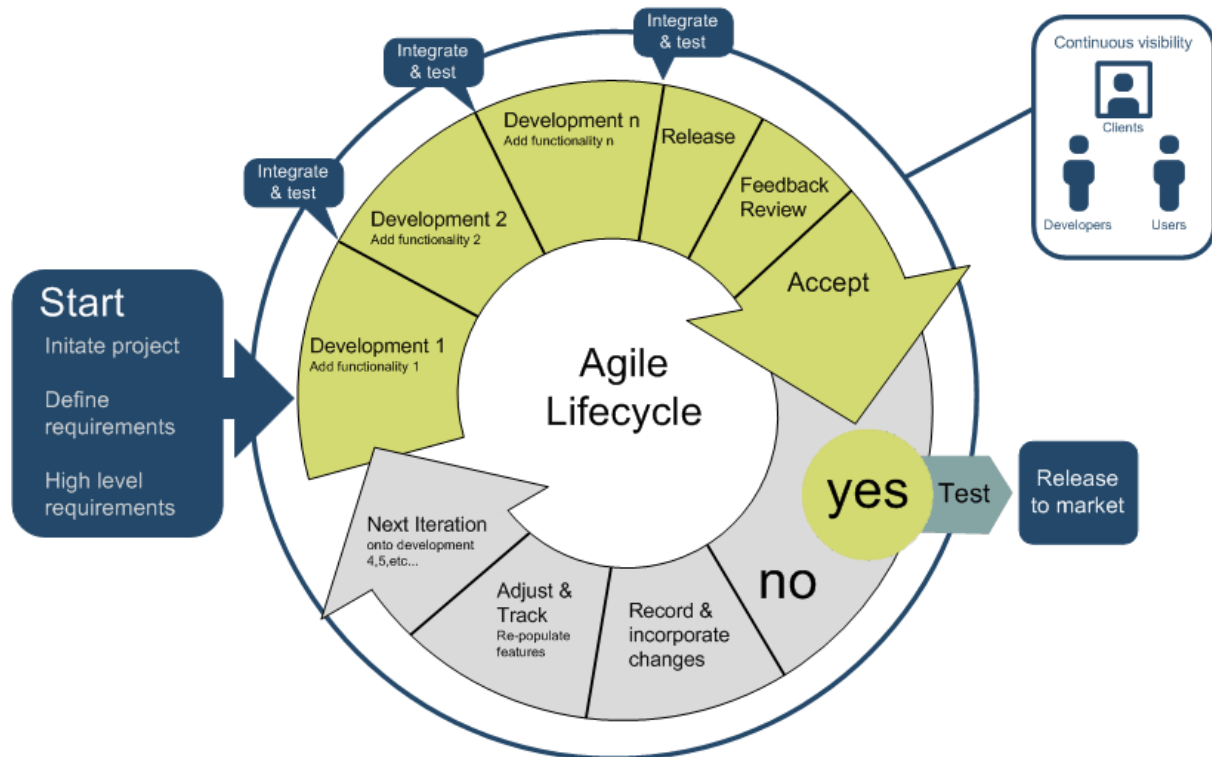 Integrate
& test
Integrate
& test
Integrate
& test
Continuous visibility
Clients
Developers
Users
Development n
Add functionality n
Release
Feedback
Review
Development 2
Add functionality 2
Accept
Start
Initate project
Define
requirements
High level
requirements
Development 1
Add functionality 1
Agile
Lifecycle
yes
Test
Release
to market
no
Next Iteration
onto development
4,5,etc...
Adjust &
Track
Re-populate
features
Record &
incorporate
changes